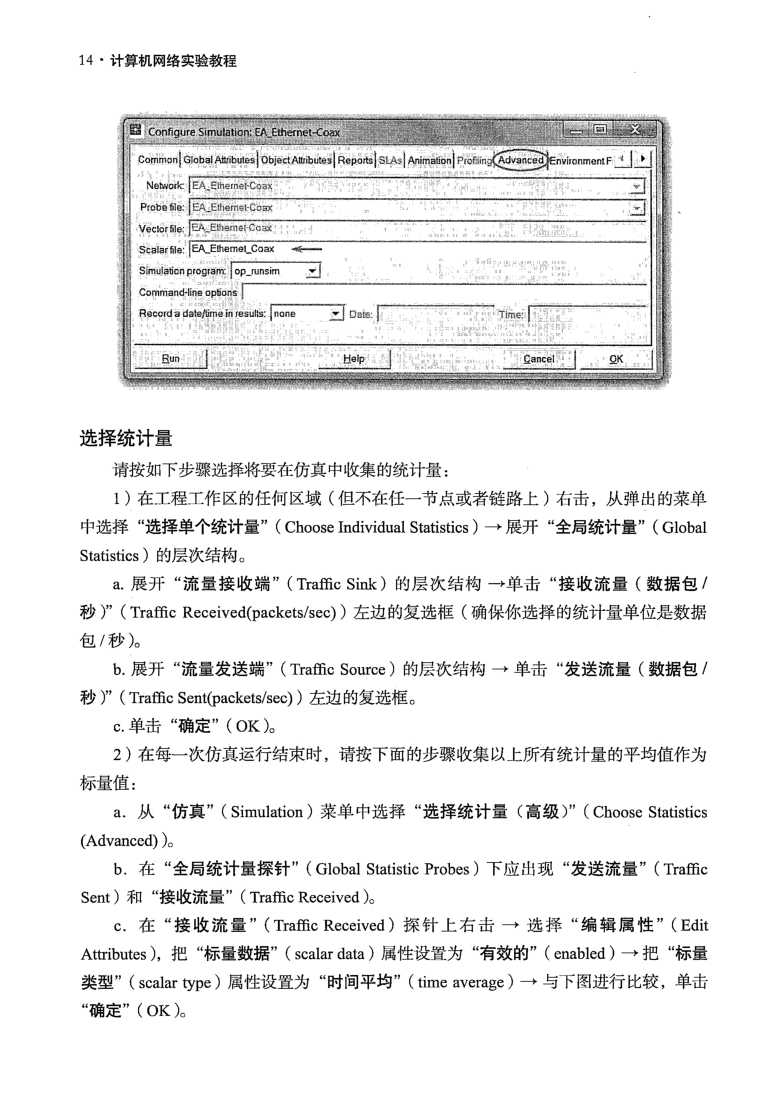 14·计算机网络实验教程
Configure Simulation: EA_Ethernet-Coax
Common Global Attributes Object Attributes Reports SLAs Animation Profiling Advanced Environment F
Network: EA_Ethernet-Coax
Probe file: EA_Ethernet-Coax
Vector file: EA_Ethernet-Coax
Scalar file: EA_Ethernet_Coax
Simulation program: op_runsim
Command-line options
Record a date/time in results: none Date: Time:
Run Help Cancel OK
选择统计量
请按如下步骤选择将要在仿真中收集的统计量:
1)在工程工作区的任何区域(但不在任一节点或者链路上)右击,从弹出的菜单
中选择“选择单个统计量”(Choose Individual Statistics)→展开“全局统计量”(Global
Statistics)的层次结构。
a. 展开“流量接收端”(Traffic Sink)的层次结构 →单击“接收流量(数据包/
秒)”(Traffic Received(packets/sec))左边的复选框(确保你选择的统计量单位是数据
包/秒)。
b. 展开“流量发送端”(Traffic Source)的层次结构 → 单击“发送流量(数据包/
秒)”(Traffic Sent(packets/sec))左边的复选框。
c. 单击“确定”(OK)。
2)在每一次仿真运行结束时,请按下面的步骤收集以上所有统计量的平均值作为
标量值:
a. 从“仿真”(Simulation)菜单中选择“选择统计量(高级)”(Choose Statistics
(Advanced))。
b. 在“全局统计量探针”(Global Statistic Probes)下应出现“发送流量”(Traffic
Sent)和“接收流量”(Traffic Received)。
c. 在“接收流量”(Traffic Received)探针上右击 → 选择“编辑属性”(Edit
Attributes),把“标量数据”(scalar data)属性设置为“有效的”(enabled)→把“标量
类型”(scalar type)属性设置为“时间平均”(time average)→ 与下图进行比较,单击
“确定”(OK)。